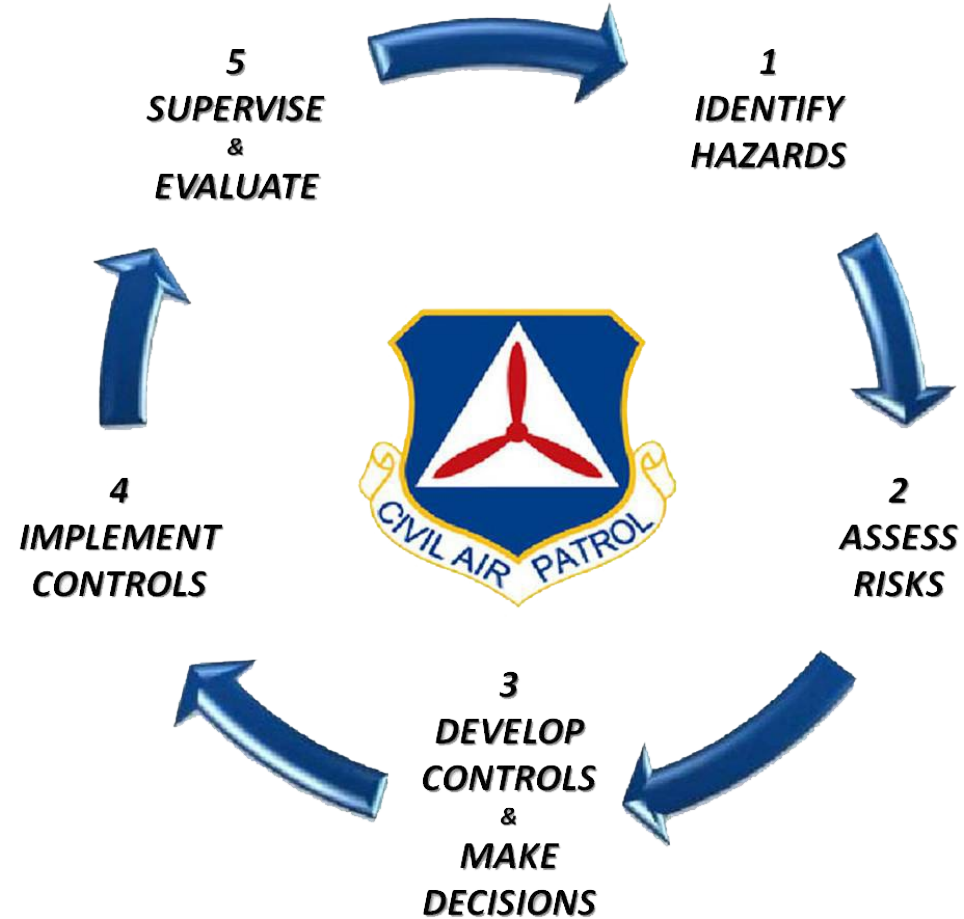 1
IDENTIFY
HAZARDS
2
ASSESS
RISKS
3
DEVELOP
CONTROLS
&
MAKE
DECISIONS
4
IMPLEMENT
CONTROLS
5
SUPERVISE
&
EVALUATE
CIVIL AIR PATROL